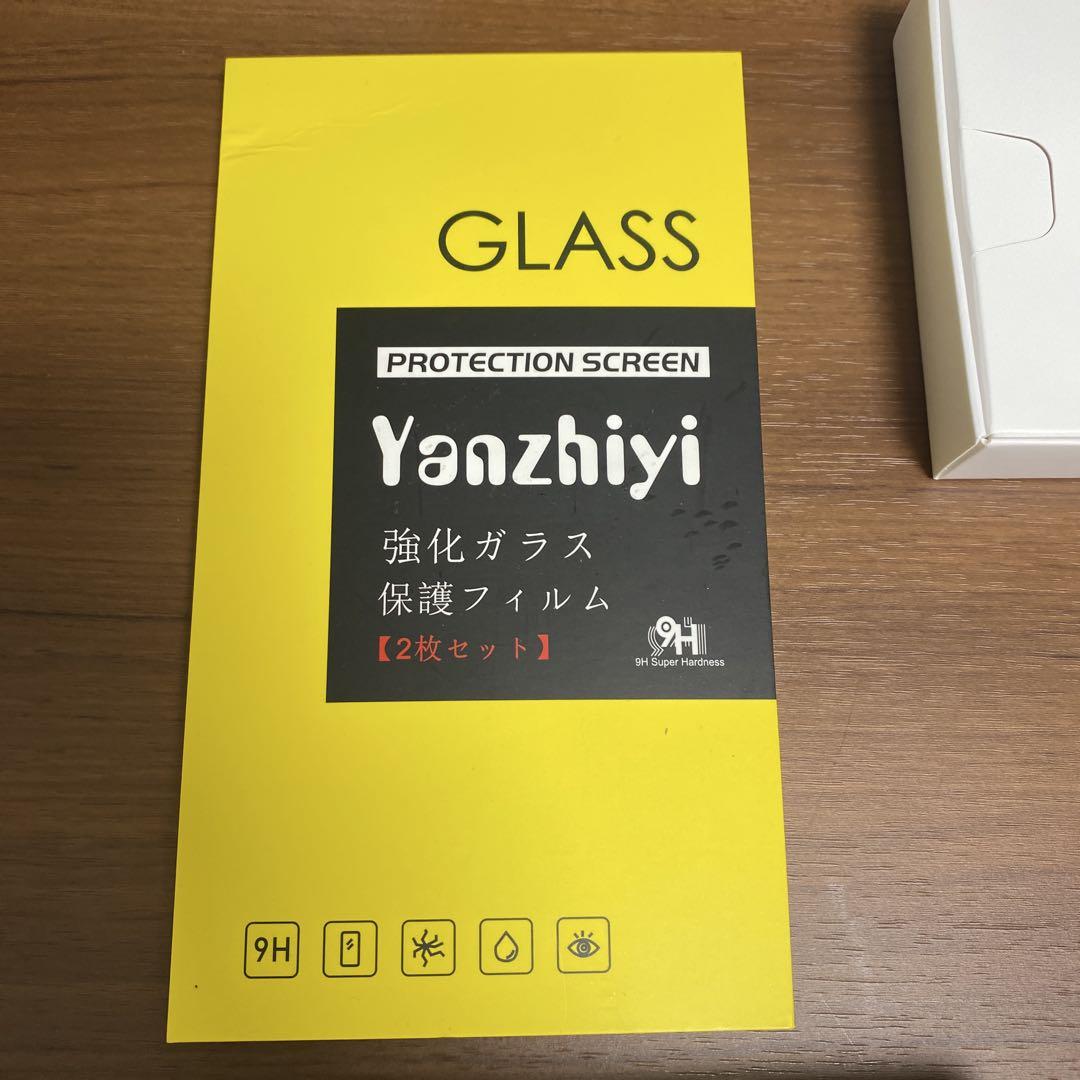 GLASS
PROTECTION SCREEN
Yanzhiyi
強化ガラス
保護フィルム
【2枚セット】
9H
9H Super Hardness
9H